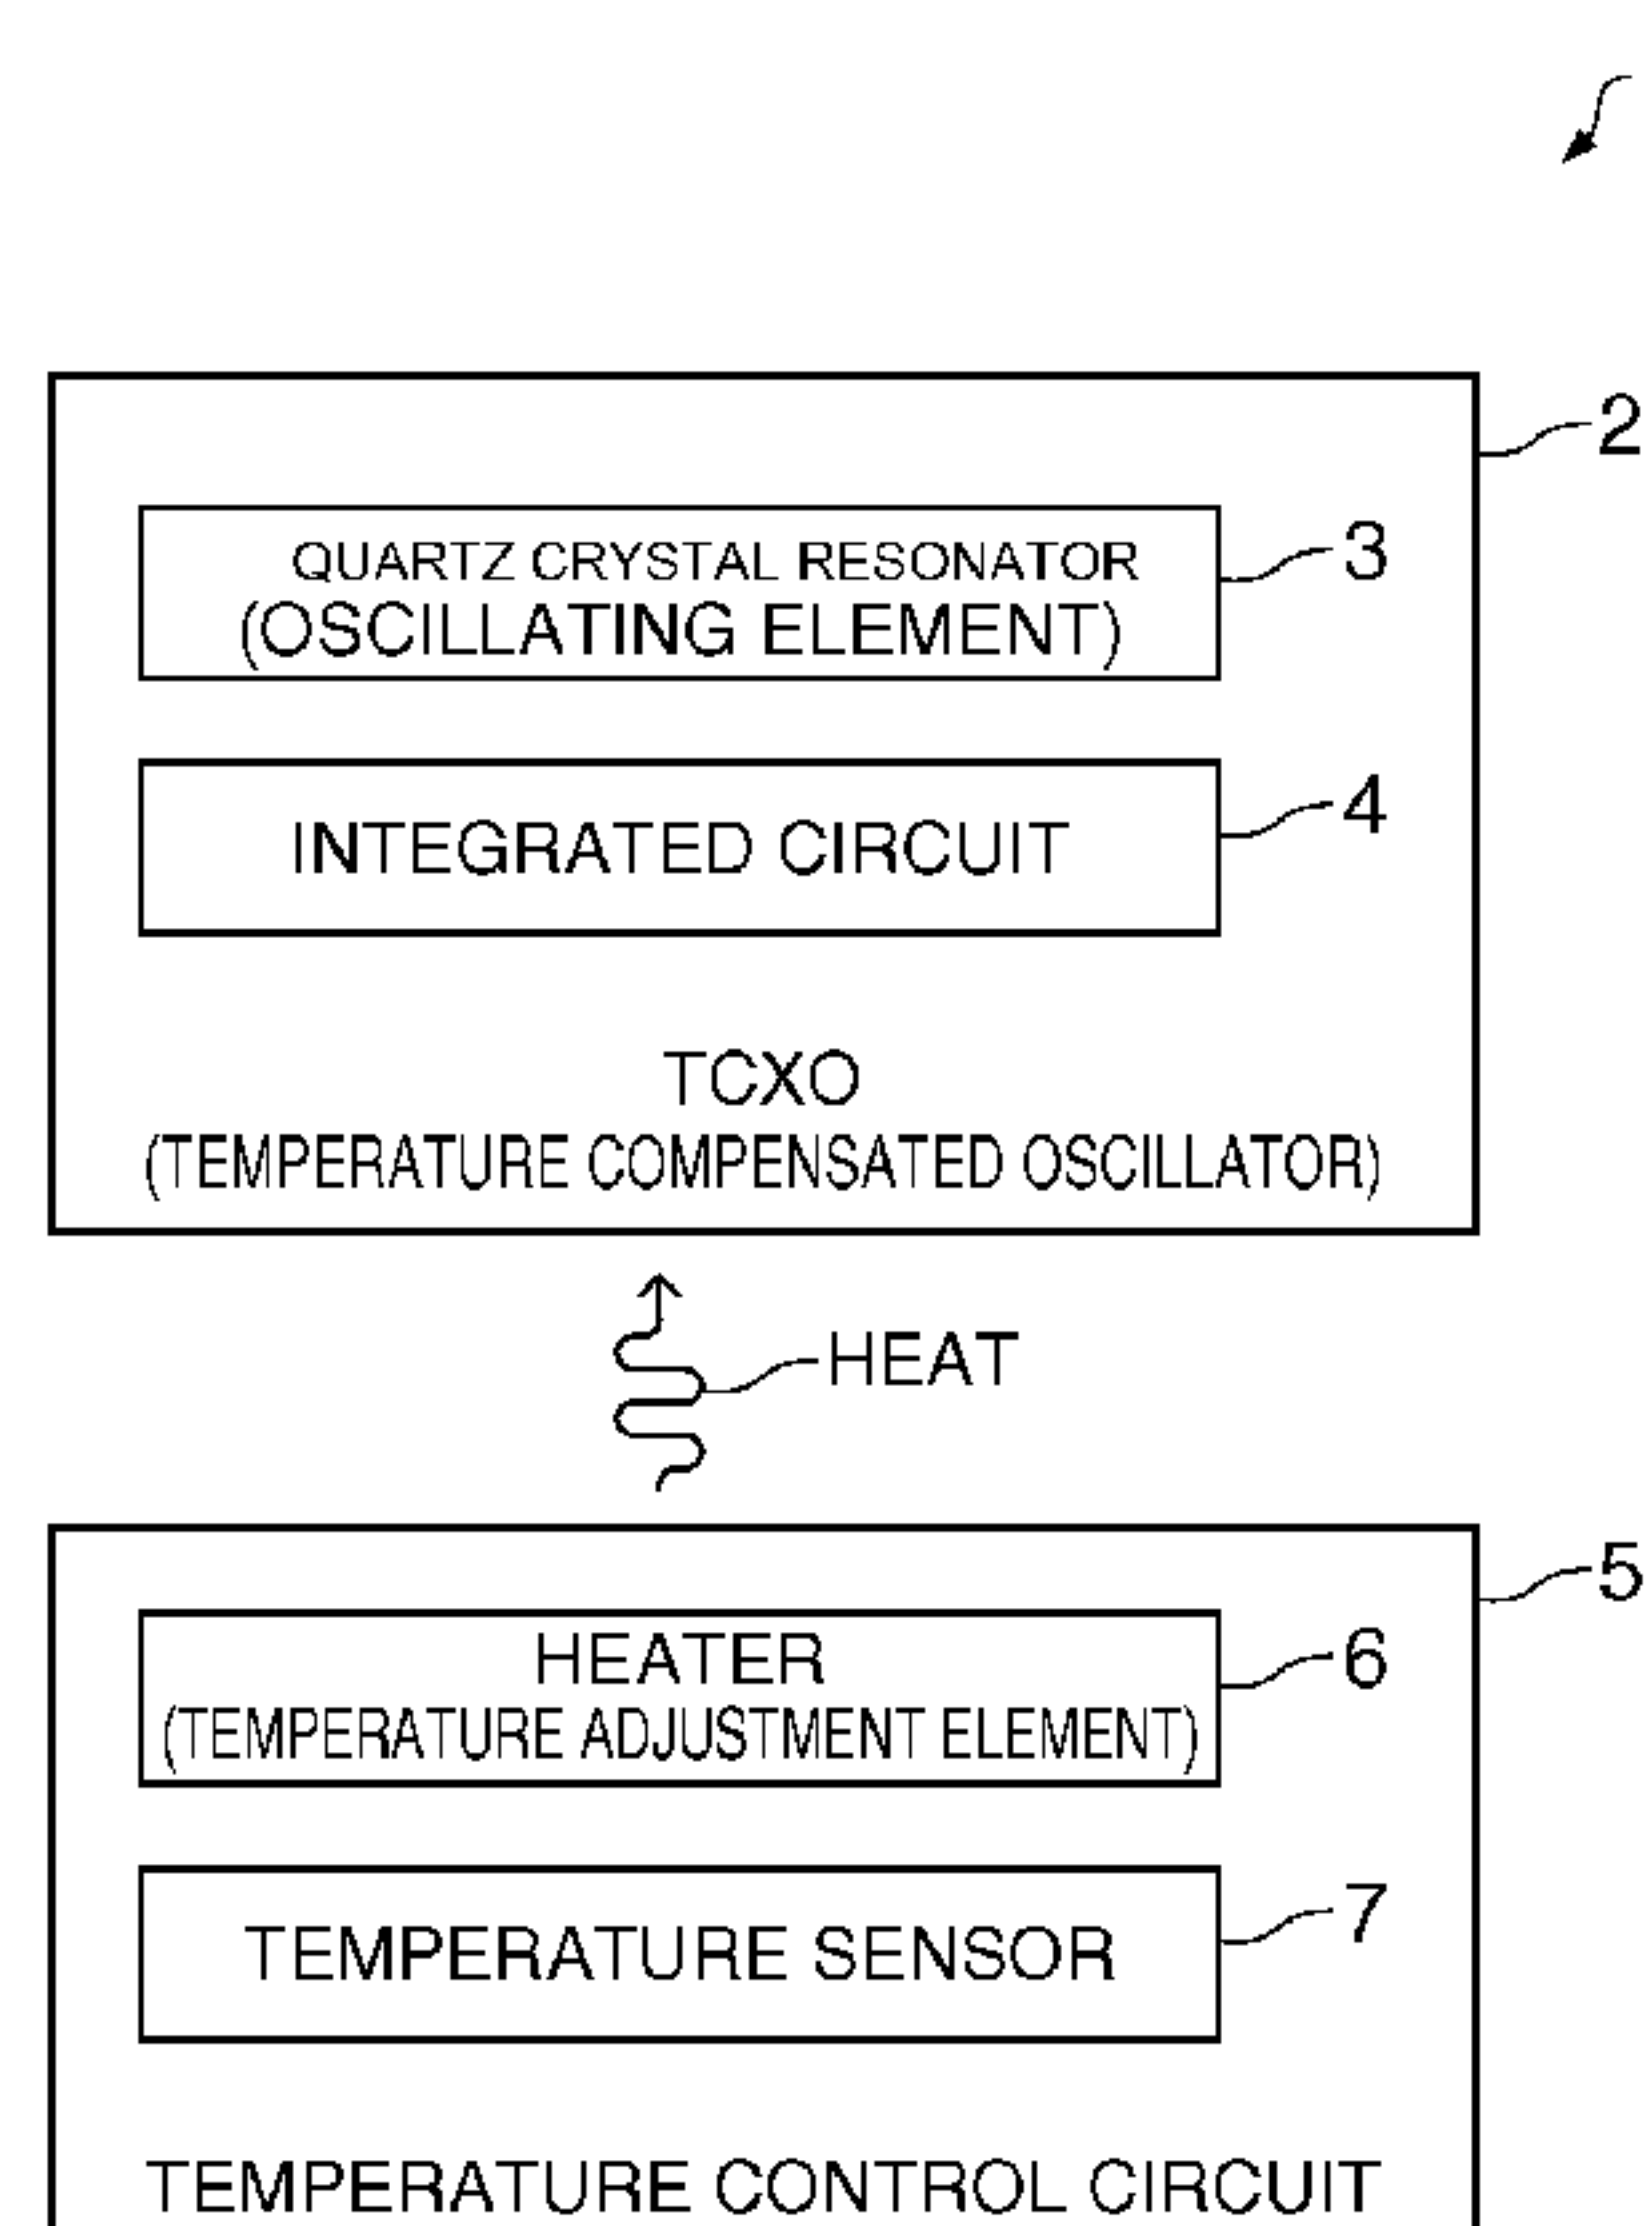 2
QUARTZ CRYSTAL RESONATOR
(OSCILLATING ELEMENT)
3
INTEGRATED CIRCUIT
4
TCXO
(TEMPERATURE COMPENSATED OSCILLATOR)
HEAT
5
HEATER
(TEMPERATURE ADJUSTMENT ELEMENT)
6
TEMPERATURE SENSOR
7
TEMPERATURE CONTROL CIRCUIT